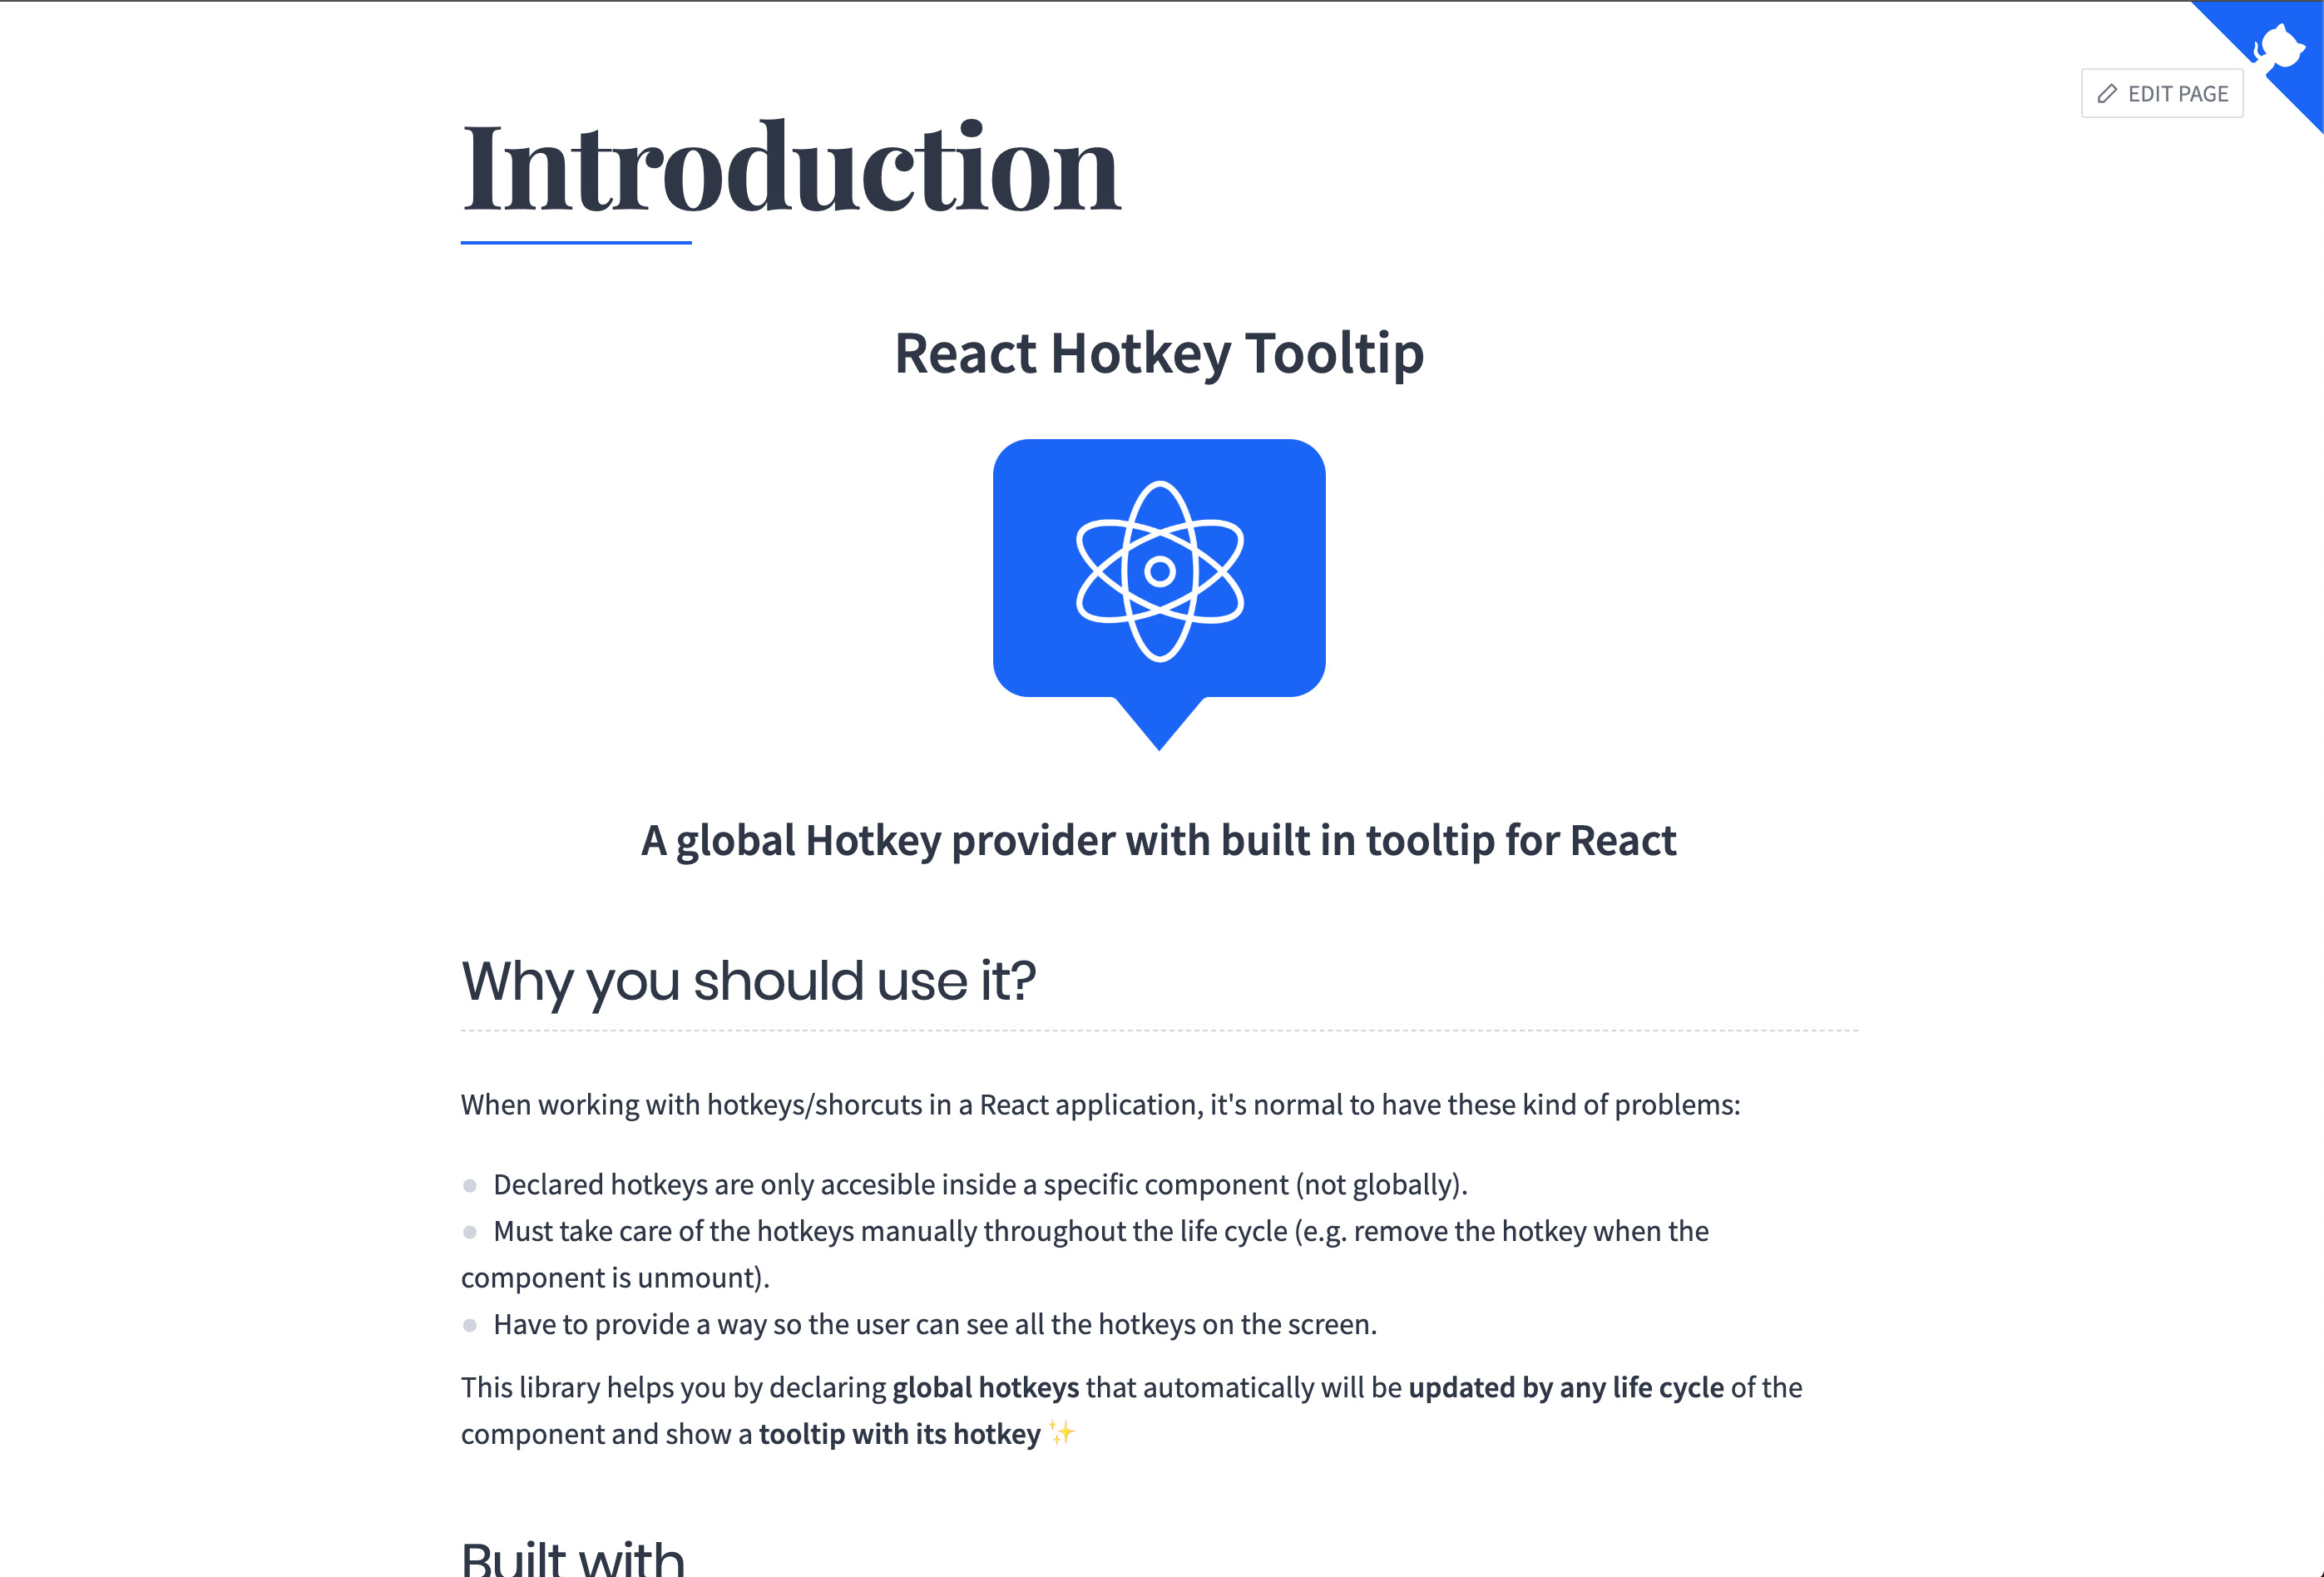 EDIT PAGE
Introduction
React Hotkey Tooltip
A global Hotkey provider with built in tooltip for React
Why you should use it?
When working with hotkeys/shorcuts in a React application, it's normal to have these kind of problems:
Declared hotkeys are only accesible inside a specific component (not globally).
Must take care of the hotkeys manually throughout the life cycle (e.g. remove the hotkey when the
component is unmount).
Have to provide a way so the user can see all the hotkeys on the screen.
This library helps you by declaring global hotkeys that automatically will be updated by any life cycle of the
component and show a tooltip with its hotkey ✨
Built with